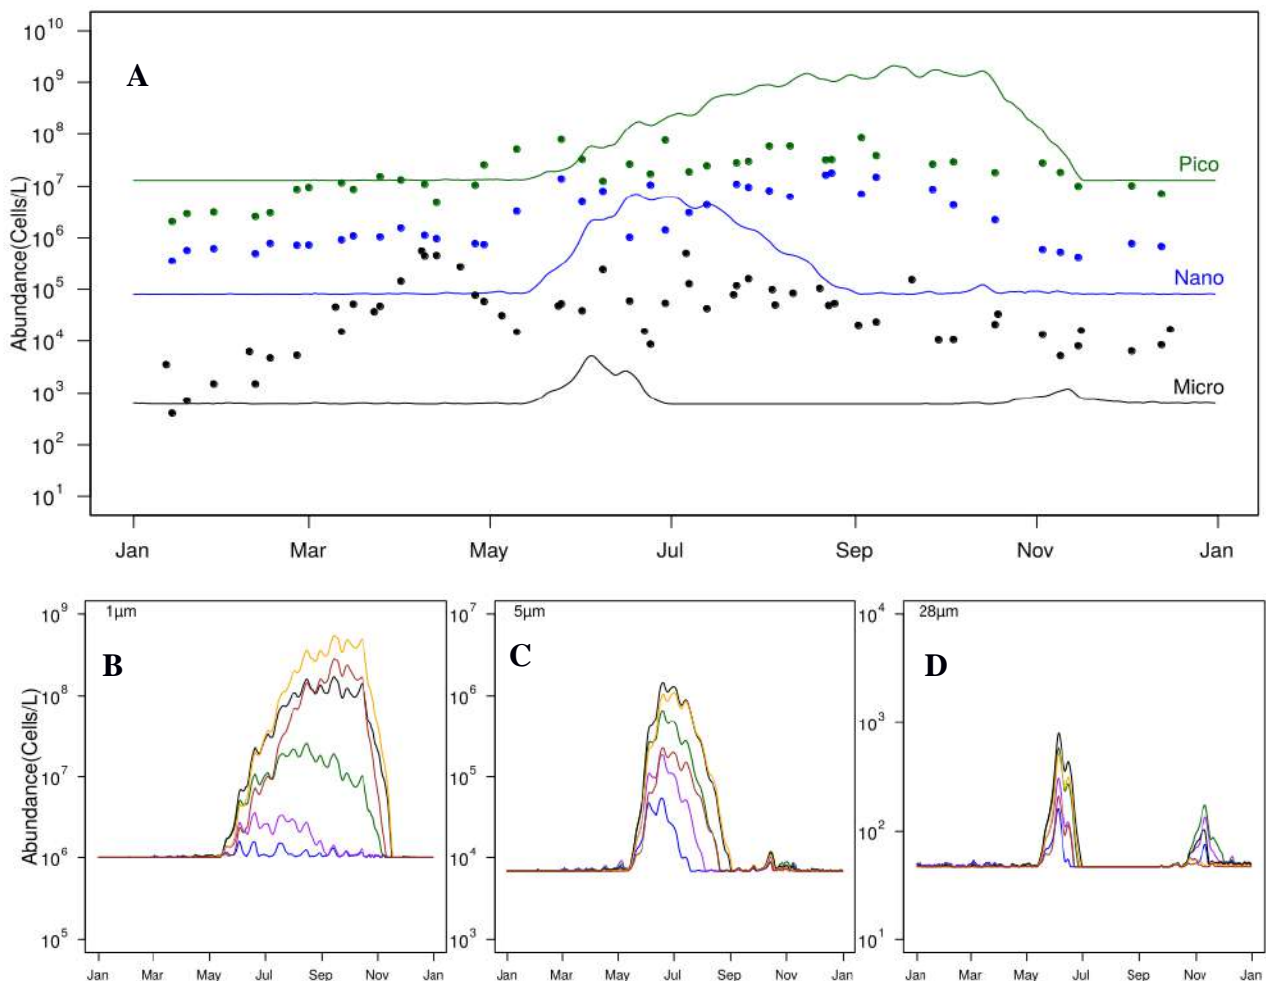 A
Abundance(Cells/L)
10^10
10^9
10^8
10^7
10^6
10^5
10^4
10^3
10^2
10^1
Pico
Nano
Micro
Jan Mar May Jul Sep Nov Jan
1μm
B
Abundance(Cells/L)
10^9
10^8
10^7
10^6
10^5
Jan Mar May Jul Sep Nov Jan
5μm
C
10^7
10^6
10^5
10^4
10^3
Jan Mar May Jul Sep Nov Jan
28μm
D
10^4
10^3
10^2
10^1
Jan Mar May Jul Sep Nov Jan